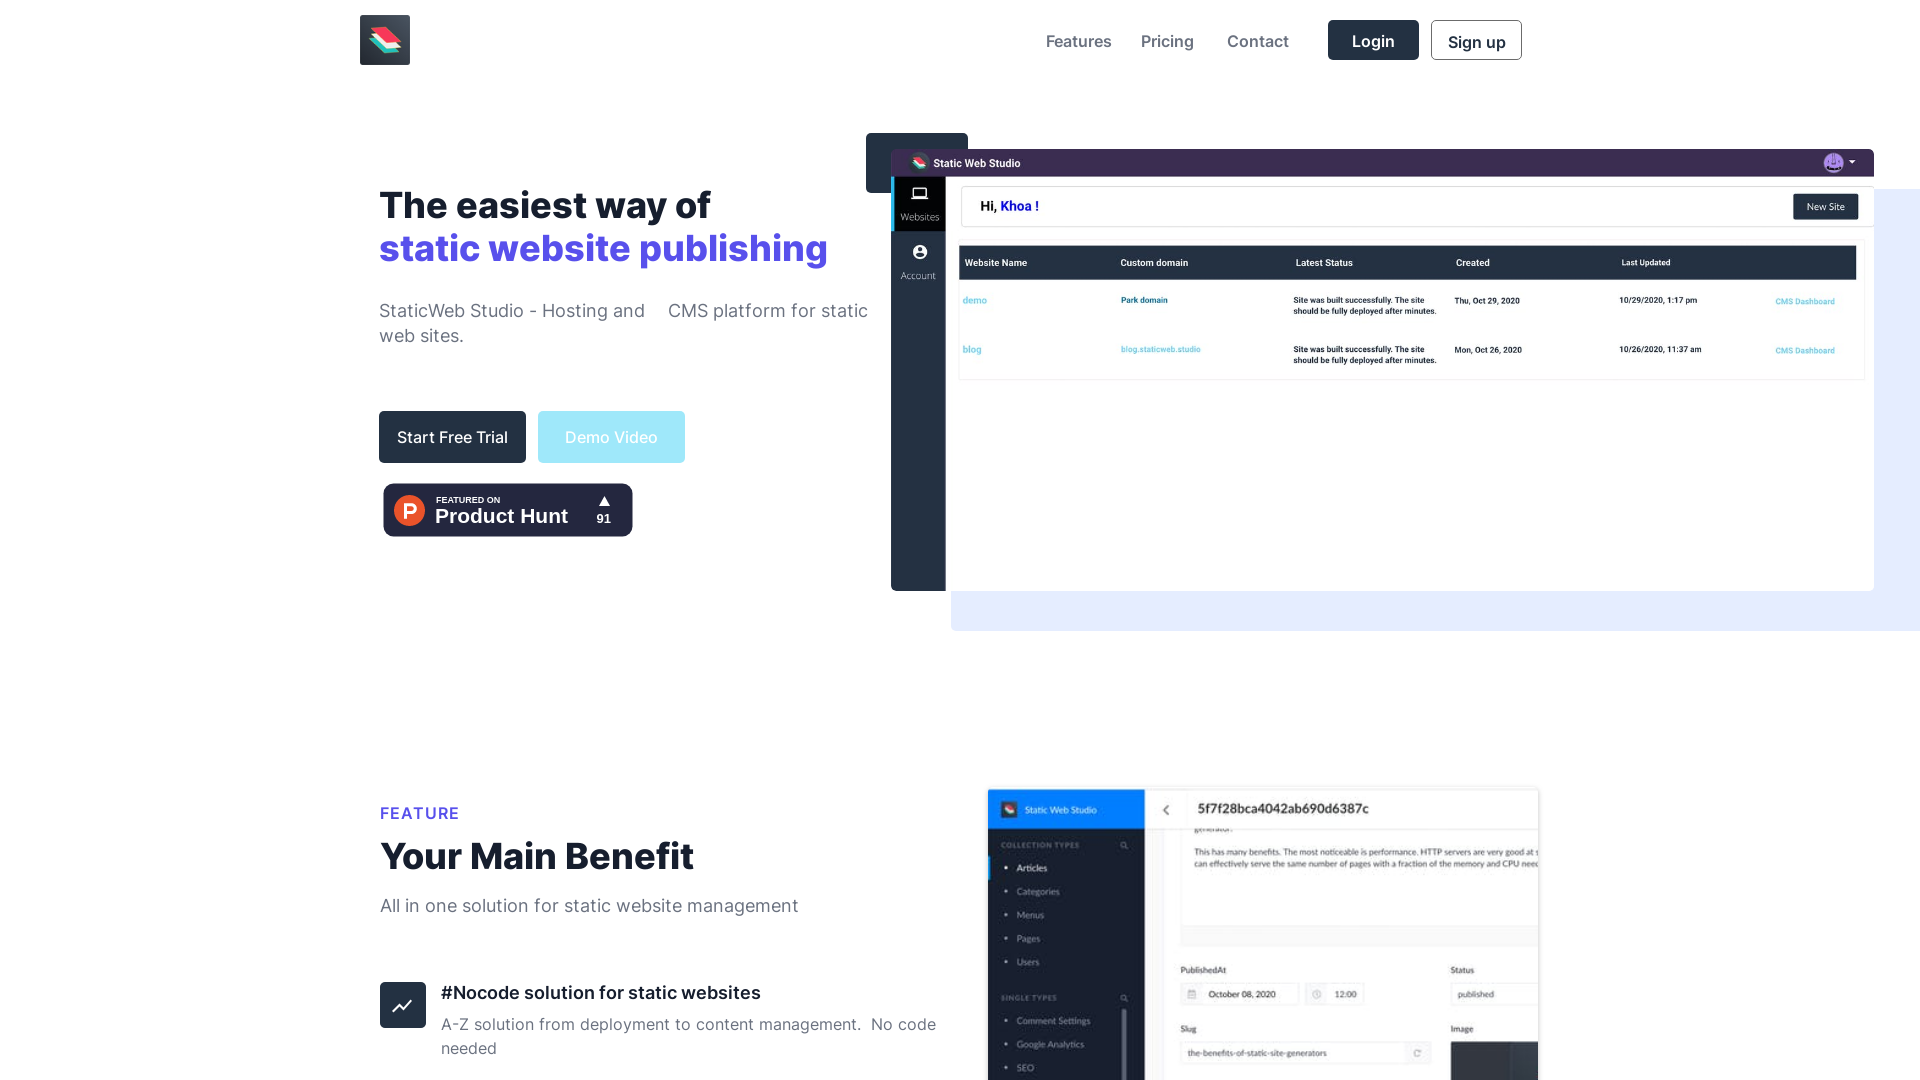 Features Pricing Contact Login Sign up
The easiest way of
static website publishing
StaticWeb Studio - Hosting and CMS platform for static
web sites.
Start Free Trial Demo Video
P
FEATURED ON
Product Hunt
91
Static Web Studio
Websites
Account
Hi, Khoa !
New Site
Website Name Custom domain Latest Status Created Last Updated
demo Park domain Site was built successfully. The site should be fully deployed after minutes. Thu, Oct 29, 2020 10/29/2020, 1:17 pm CMS Dashboard
blog blog.staticweb.studio Site was built successfully. The site should be fully deployed after minutes. Mon, Oct 26, 2020 10/26/2020, 11:37 am CMS Dashboard
FEATURE
Your Main Benefit
All in one solution for static website management
#Nocode solution for static websites
A-Z solution from deployment to content management. No code
needed
Static Web Studio
5f7f28bca4042ab690d6387c
COLLECTION TYPES
Articles
Categories
Menus
Pages
Users
SINGLE TYPES
Comment Settings
Google Analytics
SEO
generator.
This has many benefits. The most noticeable is performance. HTTP servers are very good at
can effectively serve the same number of pages with a fraction of the memory and CPU
PublishedAt Status
October 08, 2020 12:00 published
Slug Image
the-benefits-of-static-site-generators